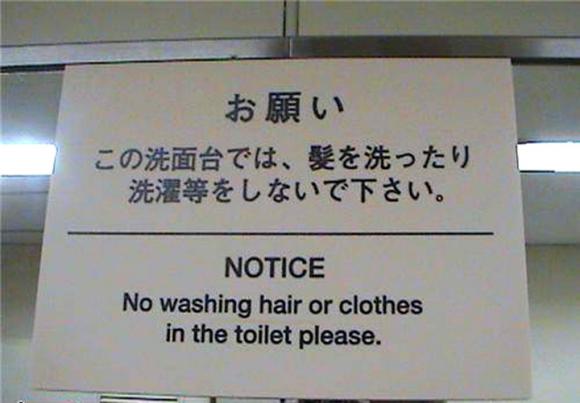 お願い
この洗面台では、髪を洗ったり
洗濯等をしないで下さい。
NOTICE
No washing hair or clothes
in the toilet please.